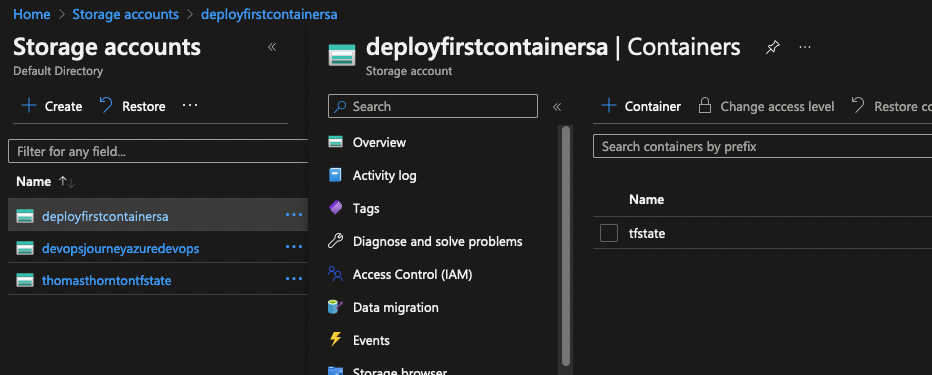 Home > Storage accounts > deployfirstcontainersa
Storage accounts
«
Default Directory
+ Create
Restore
...
Filter for any field...
Name ↑↓
deployfirstcontainersa ...
devopsjourneyazuredevops ...
thomasthorntontfstate ...
deployfirstcontainersa | Containers
...
Storage account
Search
«
Overview
Activity log
Tags
Diagnose and solve problems
Access Control (IAM)
Data migration
Events
Storage browser
+ Container
Change access level
Restore co
Search containers by prefix
Name
tfstate